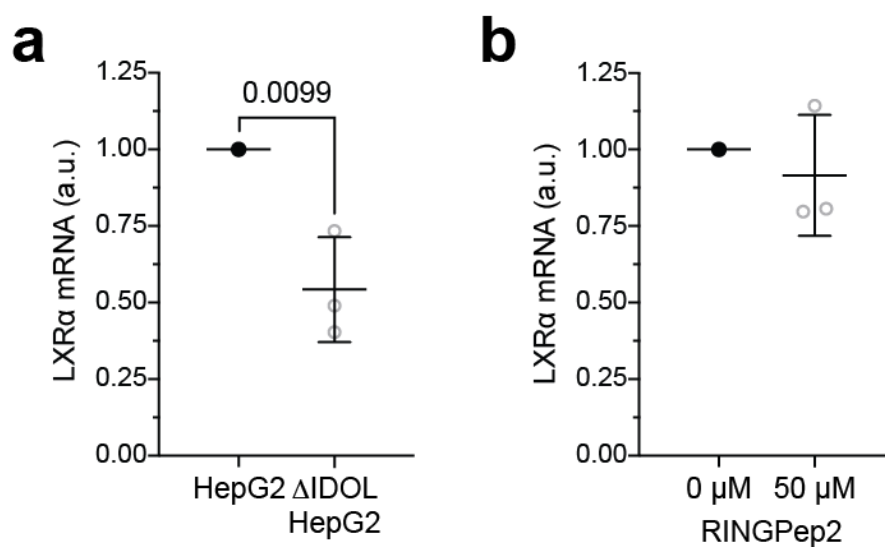 a
1.25
1.00
0.75
0.50
0.25
0.00
LXRα mRNA (a.u.)
0.0099
HepG2 ΔIDOL
HepG2
b
1.25
1.00
0.75
0.50
0.25
0.00
LXRα mRNA (a.u.)
0 µM 50 µM
RINGPep2